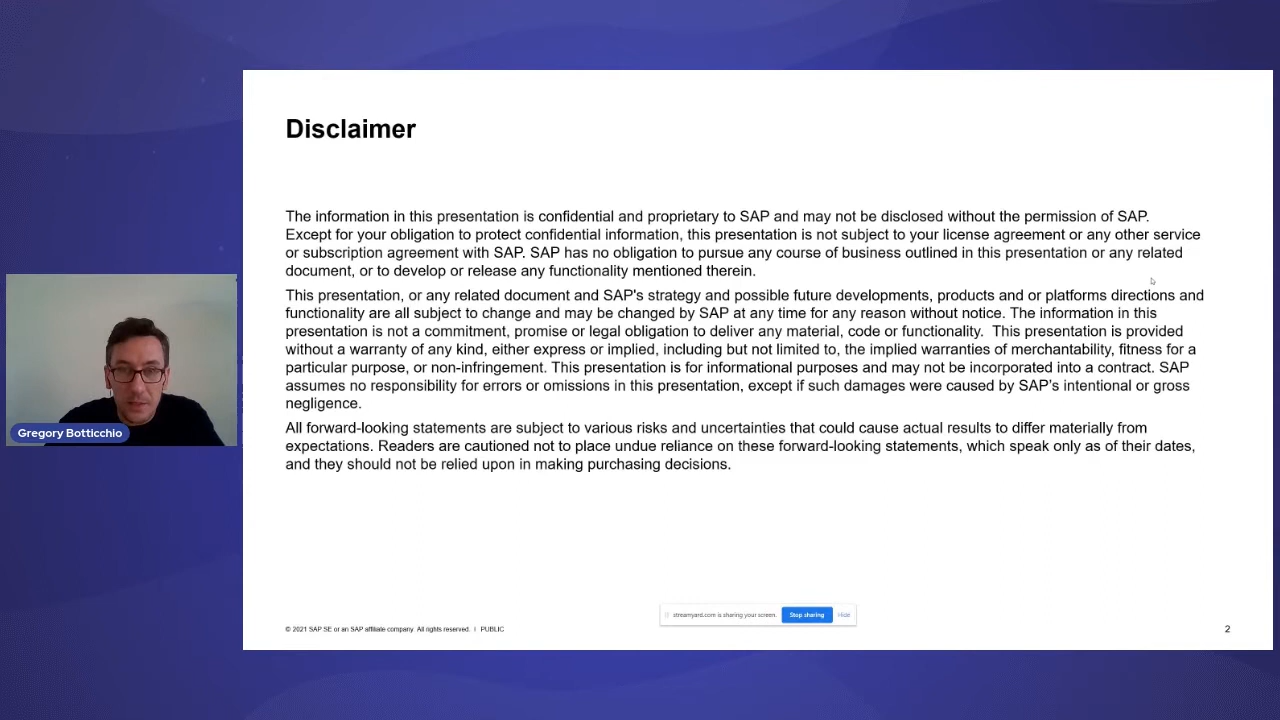 Disclaimer
The information in this presentation is confidential and proprietary to SAP and may not be disclosed without the permission of SAP.
Except for your obligation to protect confidential information, this presentation is not subject to your license agreement or any other service
or subscription agreement with SAP. SAP has no obligation to pursue any course of business outlined in this presentation or any related
document, or to develop or release any functionality mentioned therein.
This presentation, or any related document and SAP's strategy and possible future developments, products and or platforms directions and
functionality are all subject to change and may be changed by SAP at any time for any reason without notice. The information in this
presentation is not a commitment, promise or legal obligation to deliver any material, code or functionality.  This presentation is provided
without a warranty of any kind, either express or implied, including but not limited to, the implied warranties of merchantability, fitness for a
particular purpose, or non-infringement. This presentation is for informational purposes and may not be incorporated into a contract. SAP
assumes no responsibility for errors or omissions in this presentation, except if such damages were caused by SAP’s intentional or gross
negligence.
All forward-looking statements are subject to various risks and uncertainties that could cause actual results to differ materially from
expectations. Readers are cautioned not to place undue reliance on these forward-looking statements, which speak only as of their dates,
and they should not be relied upon in making purchasing decisions.
Gregory Botticchio
streamyard.com is sharing your screen. Stop sharing Hide
© 2021 SAP SE or an SAP affiliate company. All rights reserved. I PUBLIC
2